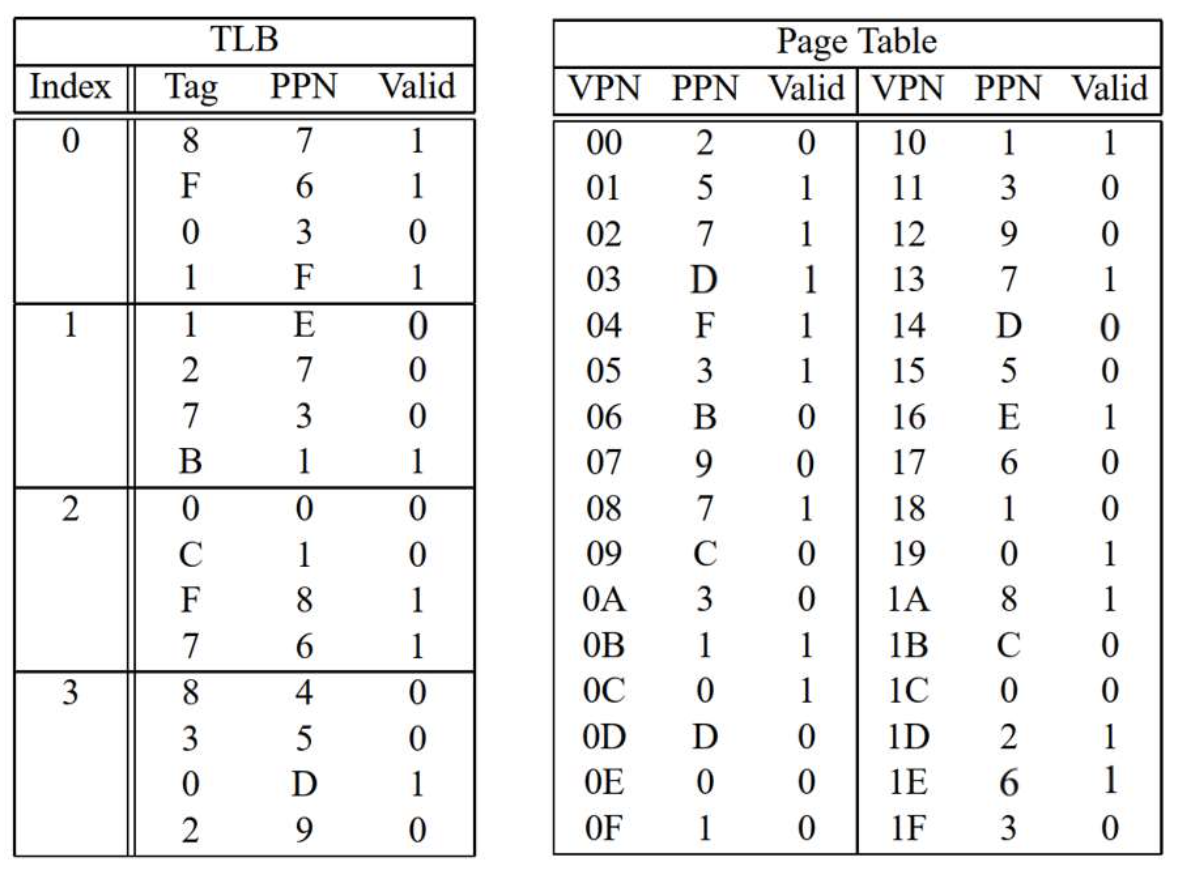 TLB
Index Tag PPN Valid
0 8 7 1
F 6 1
0 3 0
1 F 1
1 1 E 0
2 7 0
7 3 0
B 1 1
2 0 0 0
C 1 0
F 8 1
7 6 1
3 8 4 0
3 5 0
0 D 1
2 9 0
Page Table
VPN PPN Valid VPN PPN Valid
00 2 0 10 1 1
01 5 1 11 3 0
02 7 1 12 9 0
03 D 1 13 7 1
04 F 1 14 D 0
05 3 1 15 5 0
06 B 0 16 E 1
07 9 0 17 6 0
08 7 1 18 1 0
09 C 0 19 0 1
0A 3 0 1A 8 1
0B 1 1 1B C 0
0C 0 1 1C 0 0
0D D 0 1D 2 1
0E 0 0 1E 6 1
0F 1 0 1F 3 0